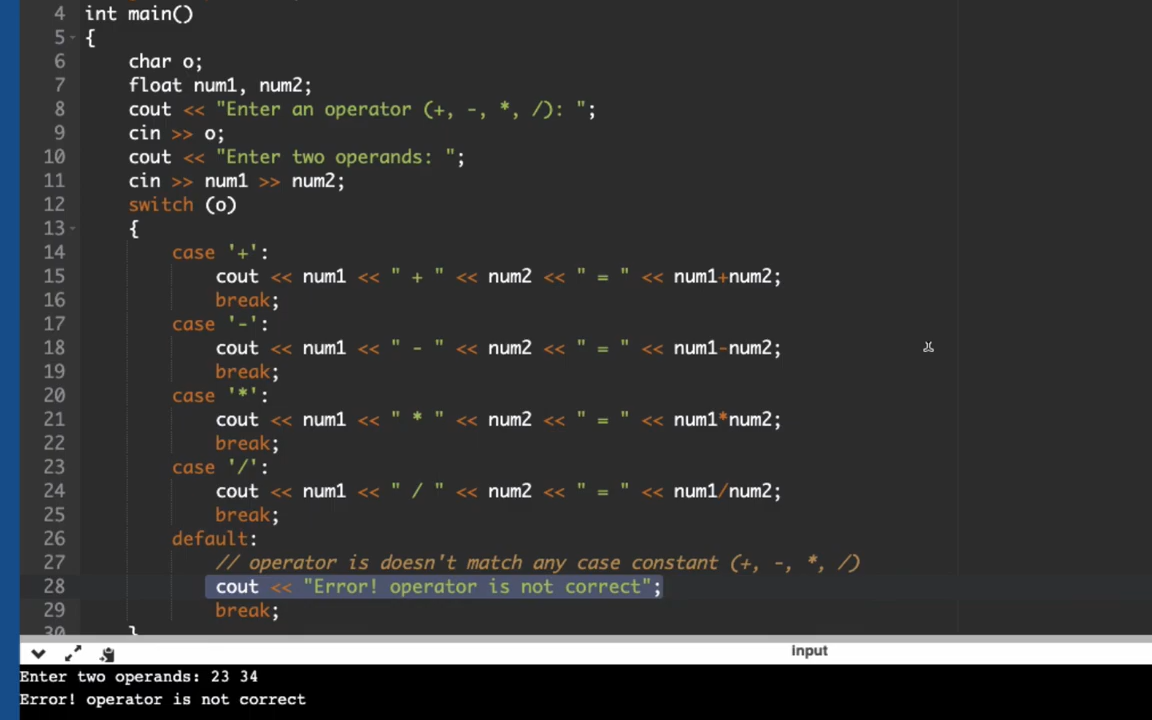 4 int main()
5 {
6 char o;
7 float num1, num2;
8 cout << "Enter an operator (+, -, *, /): ";
9 cin >> o;
10 cout << "Enter two operands: ";
11 cin >> num1 >> num2;
12 switch (o)
13 {
14 case '+':
15 cout << num1 << " + " << num2 << " = " << num1+num2;
16 break;
17 case '-':
18 cout << num1 << " - " << num2 << " = " << num1-num2;
19 break;
20 case '*':
21 cout << num1 << " * " << num2 << " = " << num1*num2;
22 break;
23 case '/':
24 cout << num1 << " / " << num2 << " = " << num1/num2;
25 break;
26 default:
27 // operator is doesn't match any case constant (+, -, *, /)
28 cout << "Error! operator is not correct";
29 break;
30 }
input
Enter two operands: 23 34
Error! operator is not correct